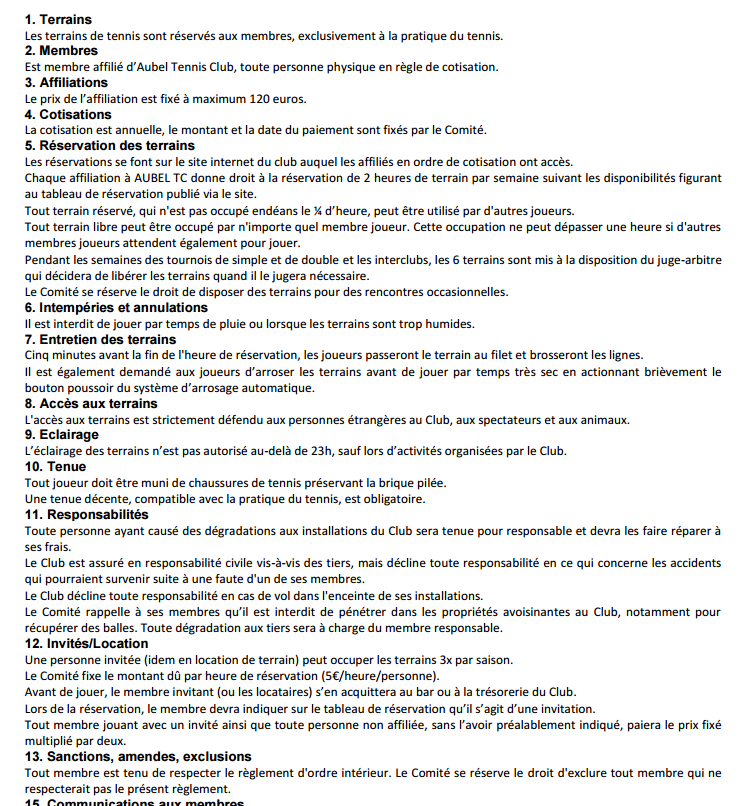 1. Terrains
Les terrains de tennis sont réservés aux membres, exclusivement à la pratique du tennis.
2. Membres
Est membre affilié d’Aubel Tennis Club, toute personne physique en règle de cotisation.
3. Affiliations
Le prix de l’affiliation est fixé à maximum 120 euros.
4. Cotisations
La cotisation est annuelle, le montant et la date du paiement sont fixés par le Comité.
5. Réservation des terrains
Les réservations se font sur le site internet du club auquel les affiliés en ordre de cotisation ont accès.
Chaque affiliation à AUBEL TC donne droit à la réservation de 2 heures de terrain par semaine suivant les disponibilités figurant
au tableau de réservation publié via le site.
Tout terrain réservé, qui n'est pas occupé endéans le ¼ d’heure, peut être utilisé par d'autres joueurs.
Tout terrain libre peut être occupé par n'importe quel membre joueur. Cette occupation ne peut dépasser une heure si d'autres
membres joueurs attendent également pour jouer.
Pendant les semaines des tournois de simple et de double et les interclubs, les 6 terrains sont mis à la disposition du juge-arbitre
qui décidera de libérer les terrains quand il le jugera nécessaire.
Le Comité se réserve le droit de disposer des terrains pour des rencontres occasionnelles.
6. Intempéries et annulations
Il est interdit de jouer par temps de pluie ou lorsque les terrains sont trop humides.
7. Entretien des terrains
Cinq minutes avant la fin de l'heure de réservation, les joueurs passeront le terrain au filet et brosseront les lignes.
Il est également demandé aux joueurs d’arroser les terrains avant de jouer par temps très sec en actionnant brièvement le
bouton poussoir du système d’arrosage automatique.
8. Accès aux terrains
L'accès aux terrains est strictement défendu aux personnes étrangères au Club, aux spectateurs et aux animaux.
9. Eclairage
L’éclairage des terrains n’est pas autorisé au-delà de 23h, sauf lors d’activités organisées par le Club.
10. Tenue
Tout joueur doit être muni de chaussures de tennis préservant la brique pilée.
Une tenue décente, compatible avec la pratique du tennis, est obligatoire.
11. Responsabilités
Toute personne ayant causé des dégradations aux installations du Club sera tenue pour responsable et devra les faire réparer à
ses frais.
Le Club est assuré en responsabilité civile vis-à-vis des tiers, mais décline toute responsabilité en ce qui concerne les accidents
qui pourraient survenir suite à une faute d'un de ses membres.
Le Club décline toute responsabilité en cas de vol dans l'enceinte de ses installations.
Le Comité rappelle à ses membres qu’il est interdit de pénétrer dans les propriétés avoisinantes au Club, notamment pour
récupérer des balles. Toute dégradation aux tiers sera à charge du membre responsable.
12. Invités/Location
Une personne invitée (idem en location de terrain) peut occuper les terrains 3x par saison.
Le Comité fixe le montant dû par heure de réservation (5€/heure/personne).
Avant de jouer, le membre invitant (ou les locataires) s’en acquittera au bar ou à la trésorerie du Club.
Lors de la réservation, le membre devra indiquer sur le tableau de réservation qu’il s’agit d’une invitation.
Tout membre jouant avec un invité ainsi que toute personne non affiliée, sans l’avoir préalablement indiqué, paiera le prix fixé
multiplié par deux.
13. Sanctions, amendes, exclusions
Tout membre est tenu de respecter le règlement d'ordre intérieur. Le Comité se réserve le droit d'exclure tout membre qui ne
respecterait pas le présent règlement.
15. Communications aux membres